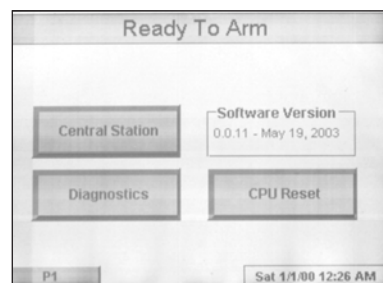 Ready To Arm
Central Station
Software Version
0.0.11 - May 19, 2003
Diagnostics
CPU Reset
P1
Sat 1/1/00 12:26 AM